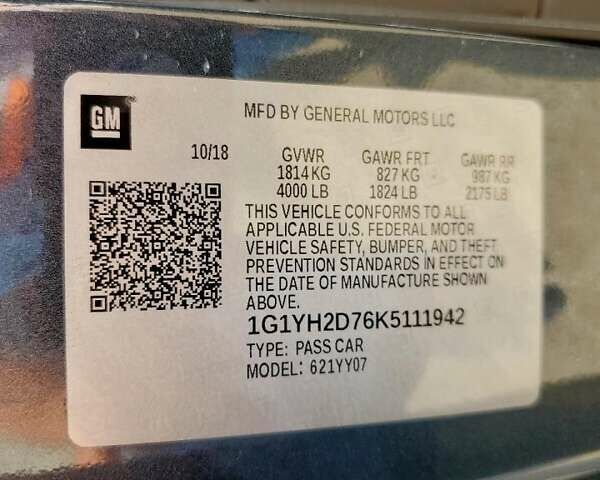 GM
MFD BY GENERAL MOTORS LLC
10/18 GVWR GAWR FRT GAWR RR
1814 KG 827 KG 987 KG
4000 LB 1824 LB 2175 LB
THIS VEHICLE CONFORMS TO ALL
APPLICABLE U.S. FEDERAL MOTOR
VEHICLE SAFETY, BUMPER, AND THEFT
PREVENTION STANDARDS IN EFFECT ON
THE DATE OF MANUFACTURE SHOWN
ABOVE.
1G1YH2D76K5111942
TYPE: PASS CAR
MODEL: 621YY07